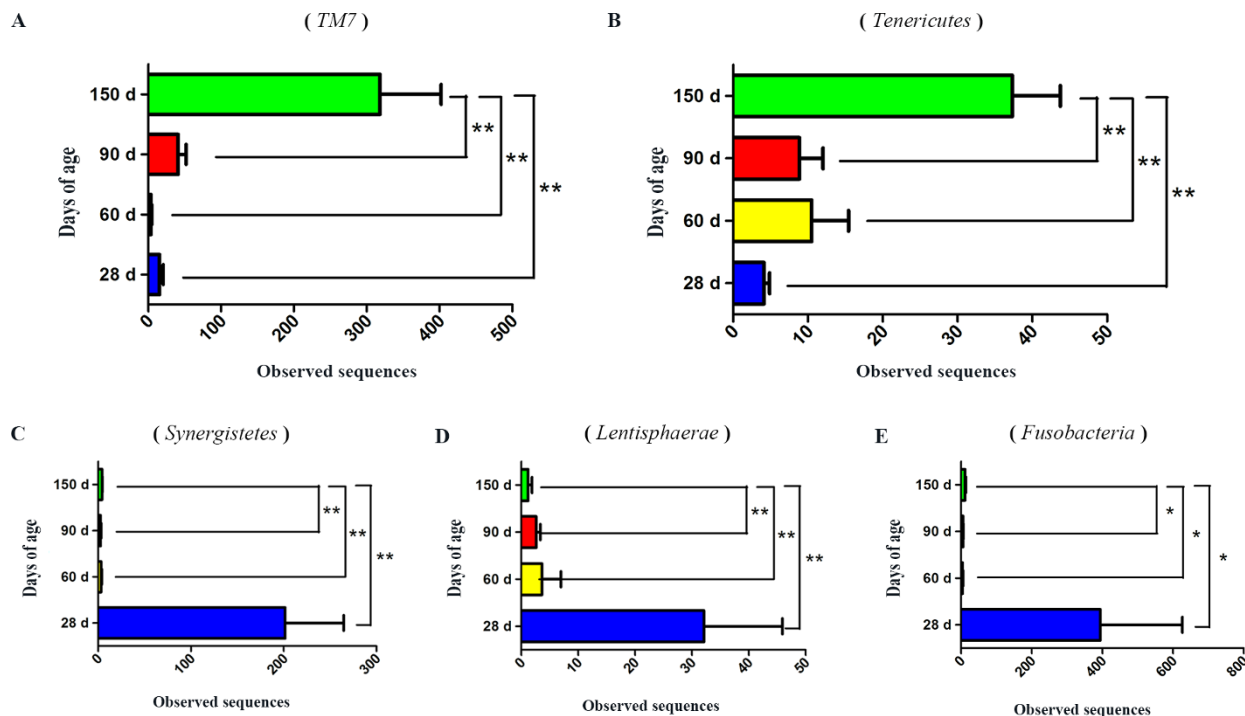 A
( TM7 )
Days of age
150 d
**
90 d
**
60 d
**
28 d
0
100
200
300
400
500
Observed sequences
B
( Tenericutes )
Days of age
150 d
**
90 d
**
60 d
**
28 d
0
10
20
30
40
50
Observed sequences
C
( Synergistetes )
Days of age
150 d
**
90 d
**
60 d
**
28 d
0
100
200
300
Observed sequences
D
( Lentisphaerae )
Days of age
150 d
**
90 d
**
60 d
**
28 d
0
10
20
30
40
50
Observed sequences
E
( Fusobacteria )
Days of age
150 d
*
90 d
*
60 d
*
28 d
0
200
400
600
800
Observed sequences